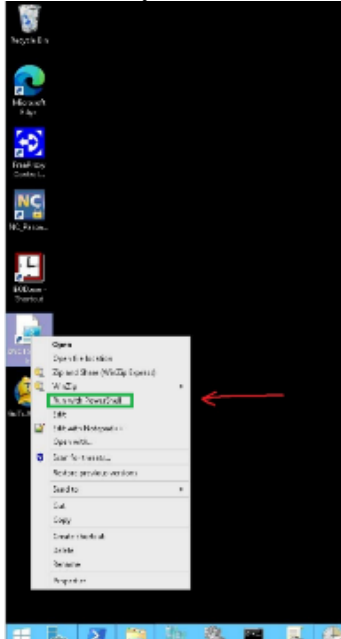 Recycle Bin
Microsoft
Edge
NC
Shortcut
Open
Open file location
Zip and Share (WinZip Express)
WinZip
Run with PowerShell
Edit
Edit with Notepad++
Open with...
Scan for threats...
Restore previous versions
Send to
Cut
Copy
Create shortcut
Delete
Rename
Properties